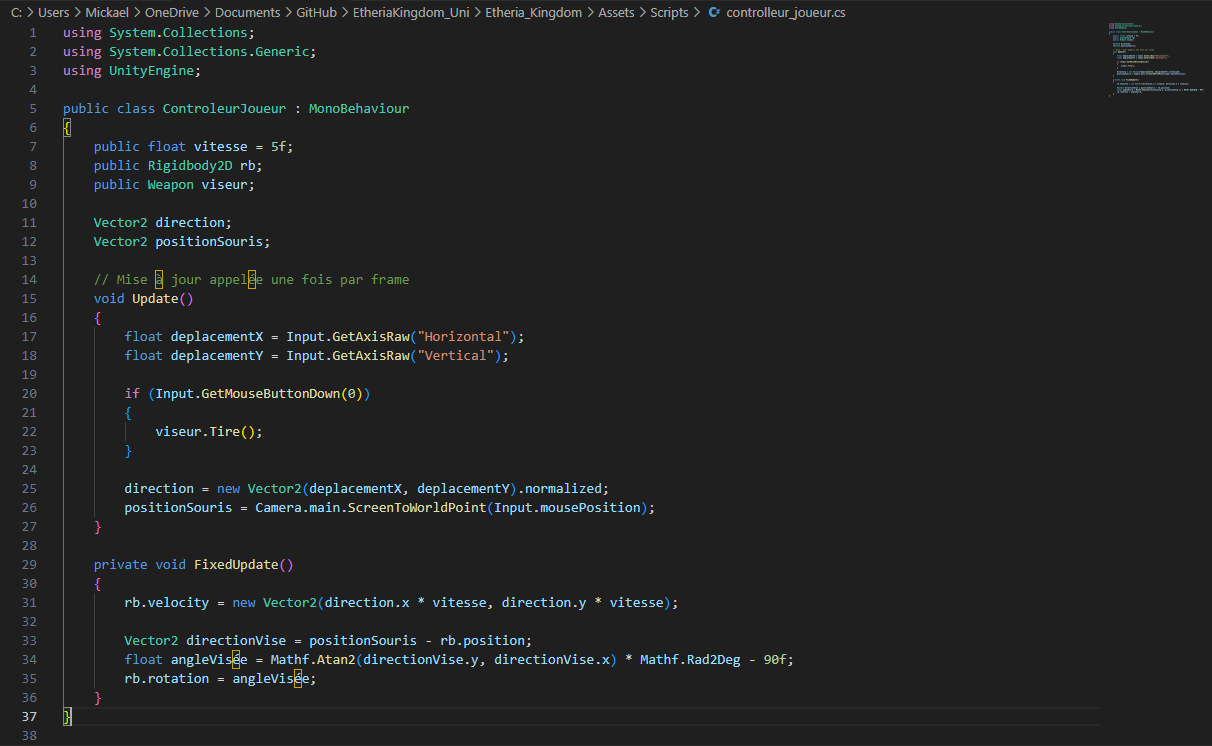 C: > Users > Mickael > OneDrive > Documents > GitHub > EtheriaKingdom_Uni > Etheria_Kingdom > Assets > Scripts > controlleur_joueur.cs
1 using System.Collections;
2 using System.Collections.Generic;
3 using UnityEngine;
4
5 public class ControleurJoueur : MonoBehaviour
6 {
7     public float vitesse = 5f;
8     public Rigidbody2D rb;
9     public Weapon viseur;
10
11     Vector2 direction;
12     Vector2 positionSouris;
13
14     // Mise à jour appelée une fois par frame
15     void Update()
16     {
17         float deplacementX = Input.GetAxisRaw("Horizontal");
18         float deplacementY = Input.GetAxisRaw("Vertical");
19
20         if (Input.GetMouseButtonDown(0))
21         {
22             viseur.Tire();
23         }
24
25         direction = new Vector2(deplacementX, deplacementY).normalized;
26         positionSouris = Camera.main.ScreenToWorldPoint(Input.mousePosition);
27     }
28
29     private void FixedUpdate()
30     {
31         rb.velocity = new Vector2(direction.x * vitesse, direction.y * vitesse);
32
33         Vector2 directionVise = positionSouris - rb.position;
34         float angleVisée = Mathf.Atan2(directionVise.y, directionVise.x) * Mathf.Rad2Deg - 90f;
35         rb.rotation = angleVisée;
36     }
37 }
38